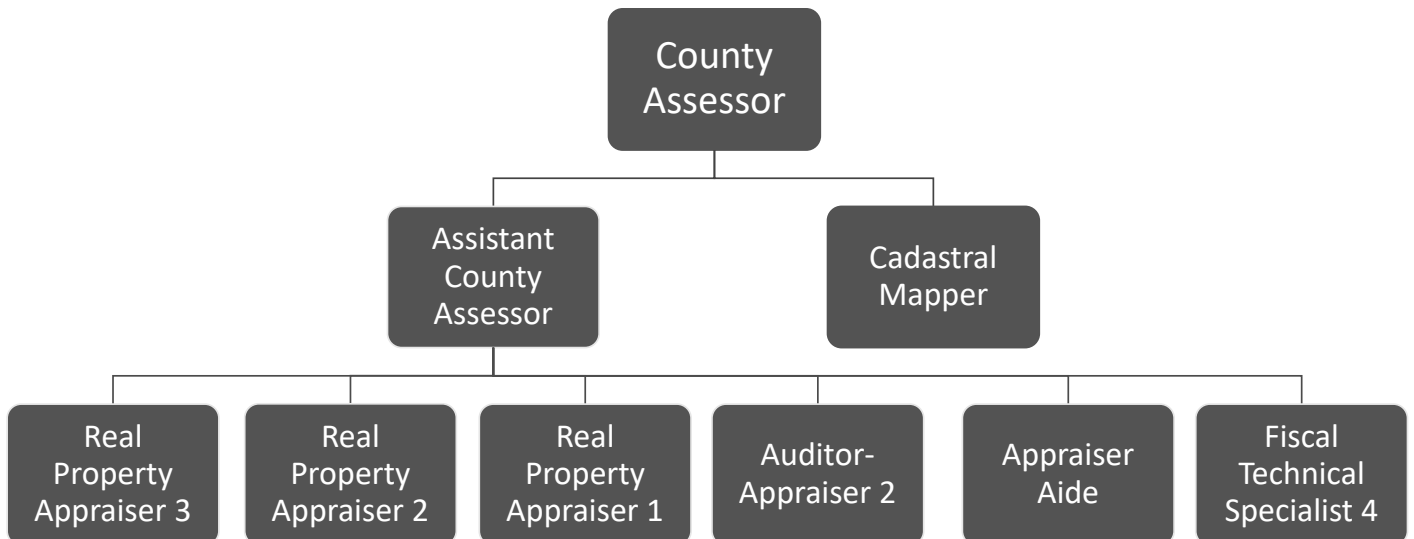 County
Assessor
Assistant
County
Assessor
Cadastral
Mapper
Real
Property
Appraiser 3
Real
Property
Appraiser 2
Real
Property
Appraiser 1
Auditor-
Appraiser 2
Appraiser
Aide
Fiscal
Technical
Specialist 4